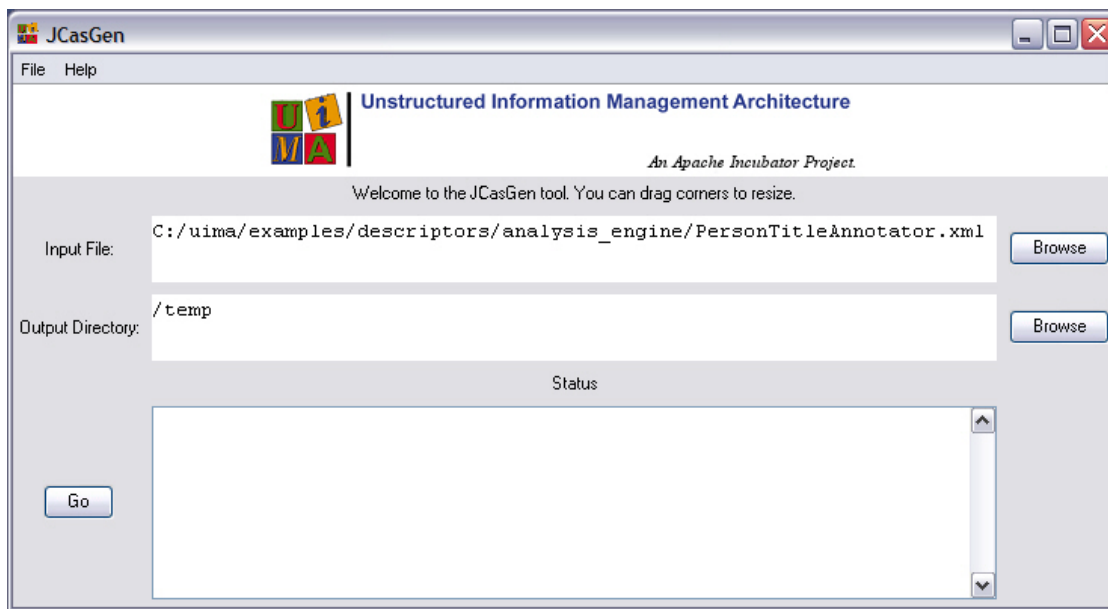 JCasGen
File Help
UiMA
Unstructured Information Management Architecture
An Apache Incubator Project.
Welcome to the JCasGen tool. You can drag corners to resize.
Input File:
C:/uima/examples/descriptors/analysis_engine/PersonTitleAnnotator.xml
Browse
Output Directory:
/temp
Browse
Status
Go